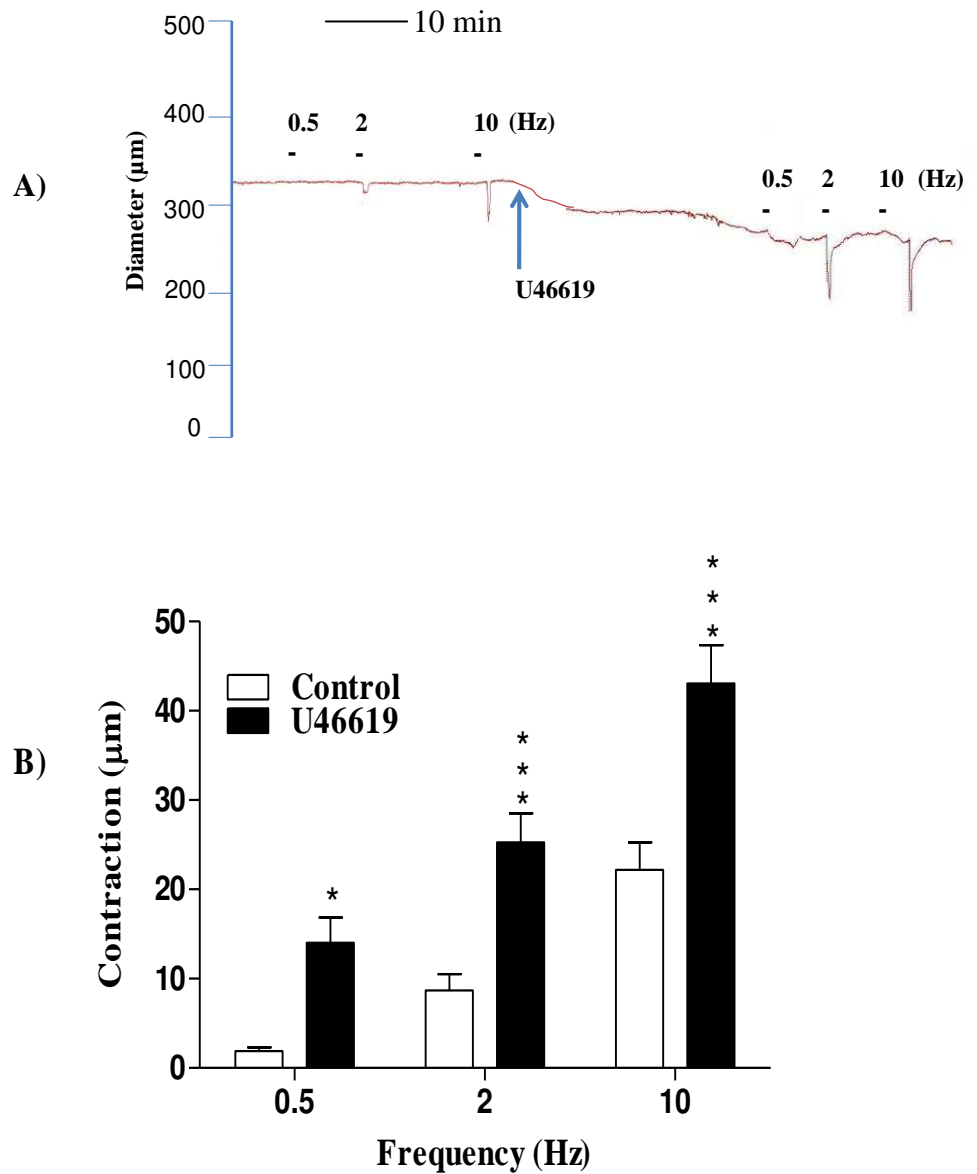 500
10 min
400
0.5 2 10 (Hz)
A)
Diameter (µm)
0.5 2 10 (Hz)
300
200
U46619
100
0
* * *
50
Control
U46619
40
* * *
B)
Contraction (µm)
30
20
*
10
0
0.5 2 10
Frequency (Hz)